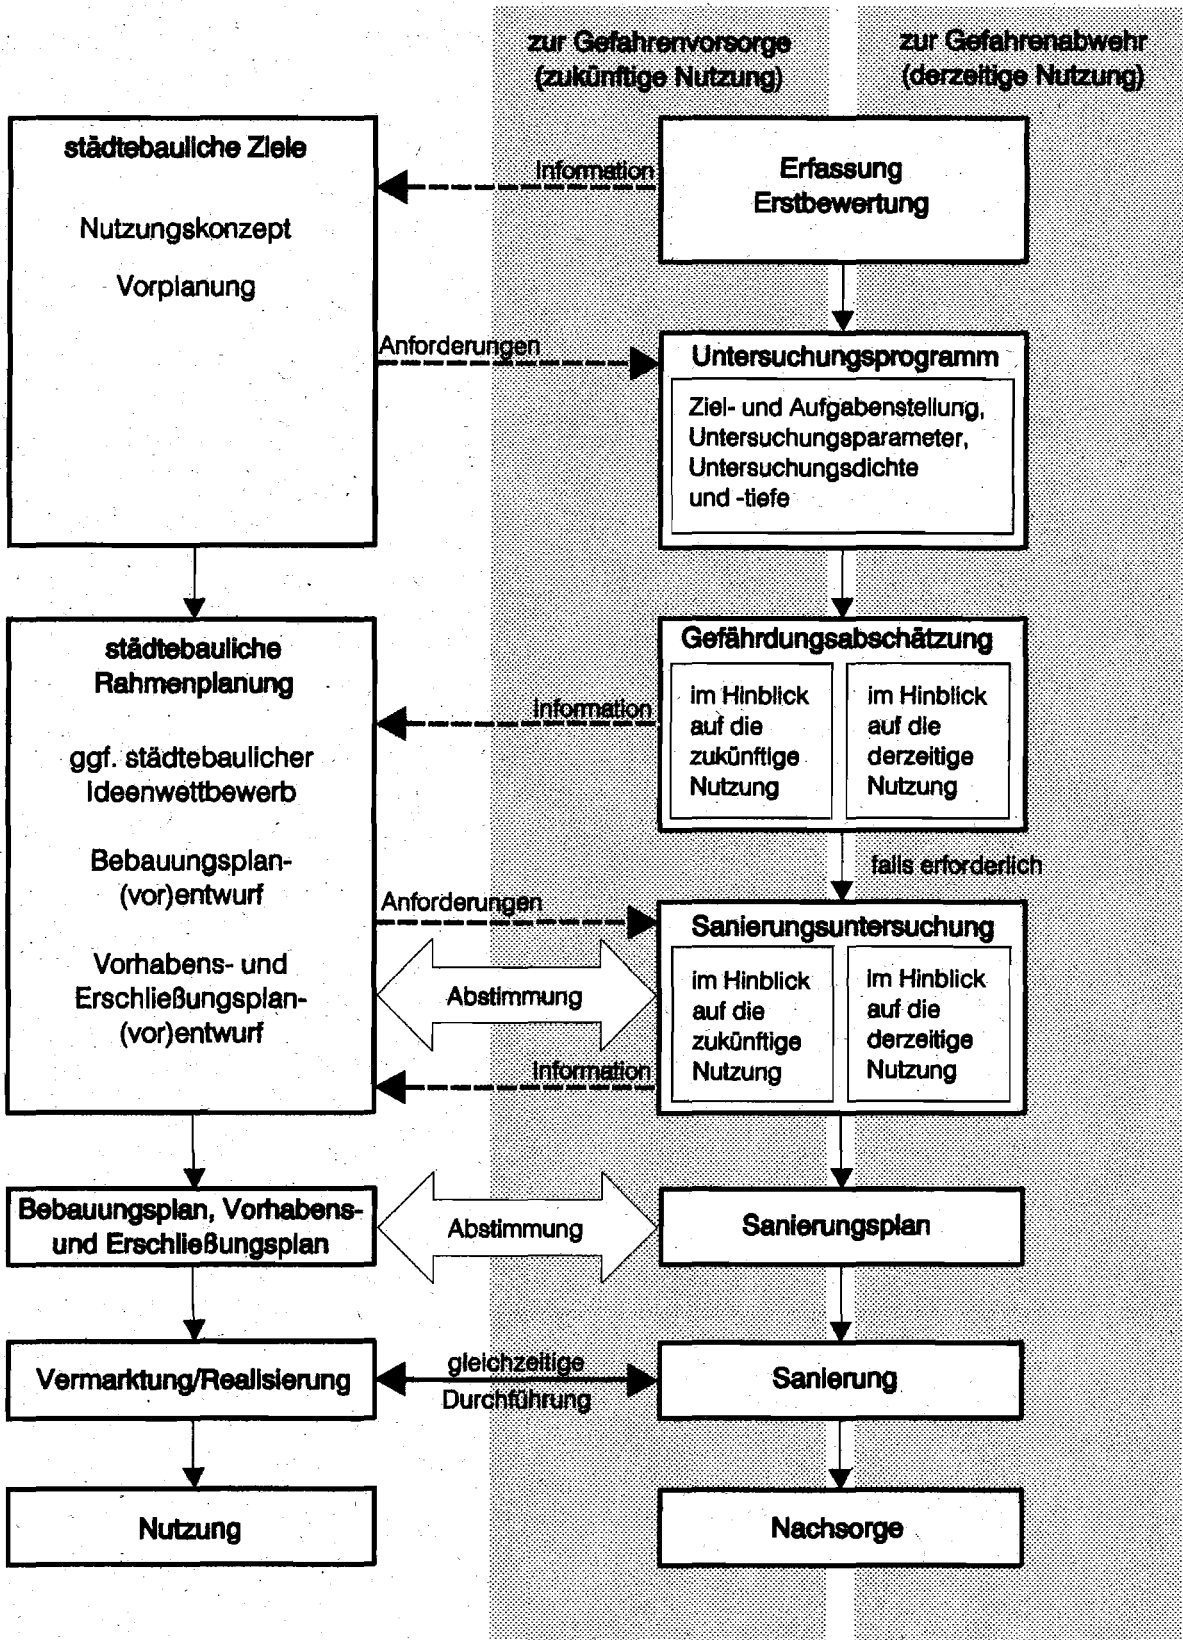 zur Gefahrenvorsorge
(zukünftige Nutzung)
zur Gefahrenabwehr
(derzeitige Nutzung)
städtebauliche Ziele
Nutzungskonzept
Vorplanung
Information
Erfassung
Erstbewertung
Anforderungen
Untersuchungsprogramm
Ziel- und Aufgabenstellung,
Untersuchungsparameter,
Untersuchungsdichte
und -tiefe
städtebauliche
Rahmenplanung
ggf. städtebaulicher
Ideenwettbewerb
Bebauungsplan-
(vor)entwurf
Vorhabens- und
Erschließungsplan-
(vor)entwurf
Information
Gefährdungsabschätzung
im Hinblick
auf die
zukünftige
Nutzung
im Hinblick
auf die
derzeitige
Nutzung
falls erforderlich
Anforderungen
Abstimmung
Information
Sanierungsuntersuchung
im Hinblick
auf die
zukünftige
Nutzung
im Hinblick
auf die
derzeitige
Nutzung
Bebauungsplan, Vorhabens-
und Erschließungsplan
Abstimmung
Sanierungsplan
Vermarktung/Realisierung
gleichzeitige
Durchführung
Sanierung
Nutzung
Nachsorge